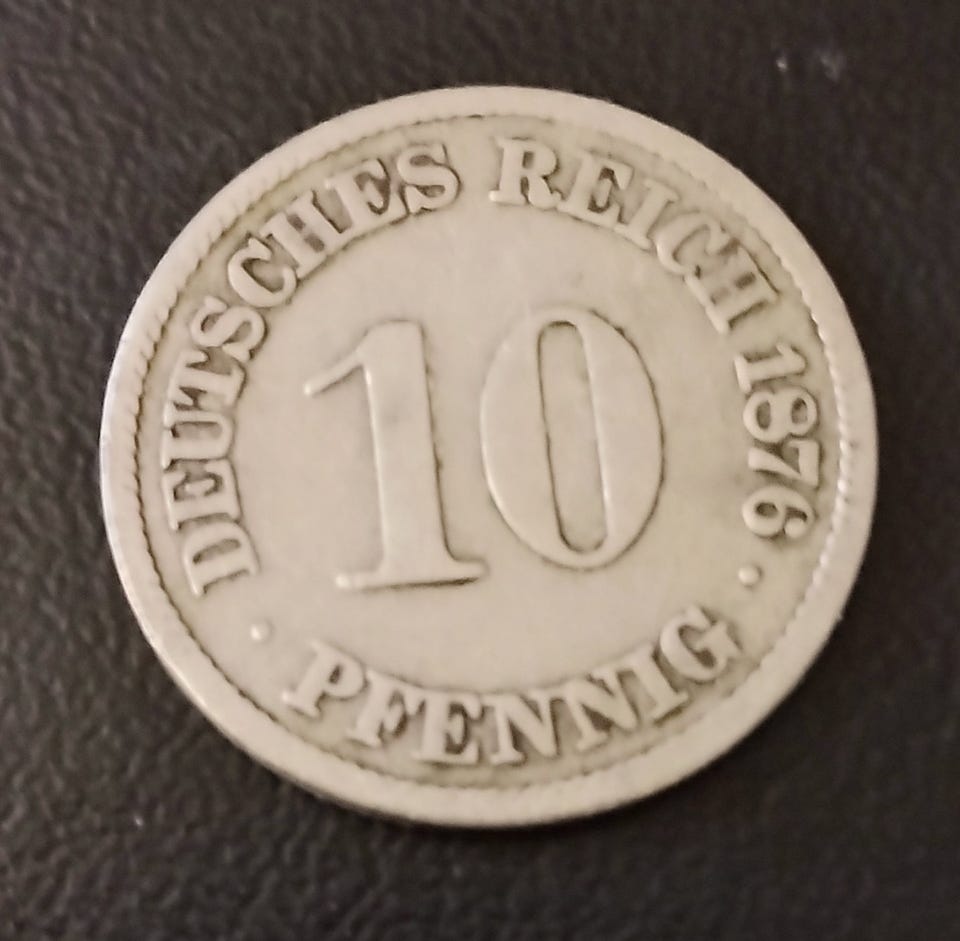 DEUTSCHES REICH 1876
10
· PFENNIG ·